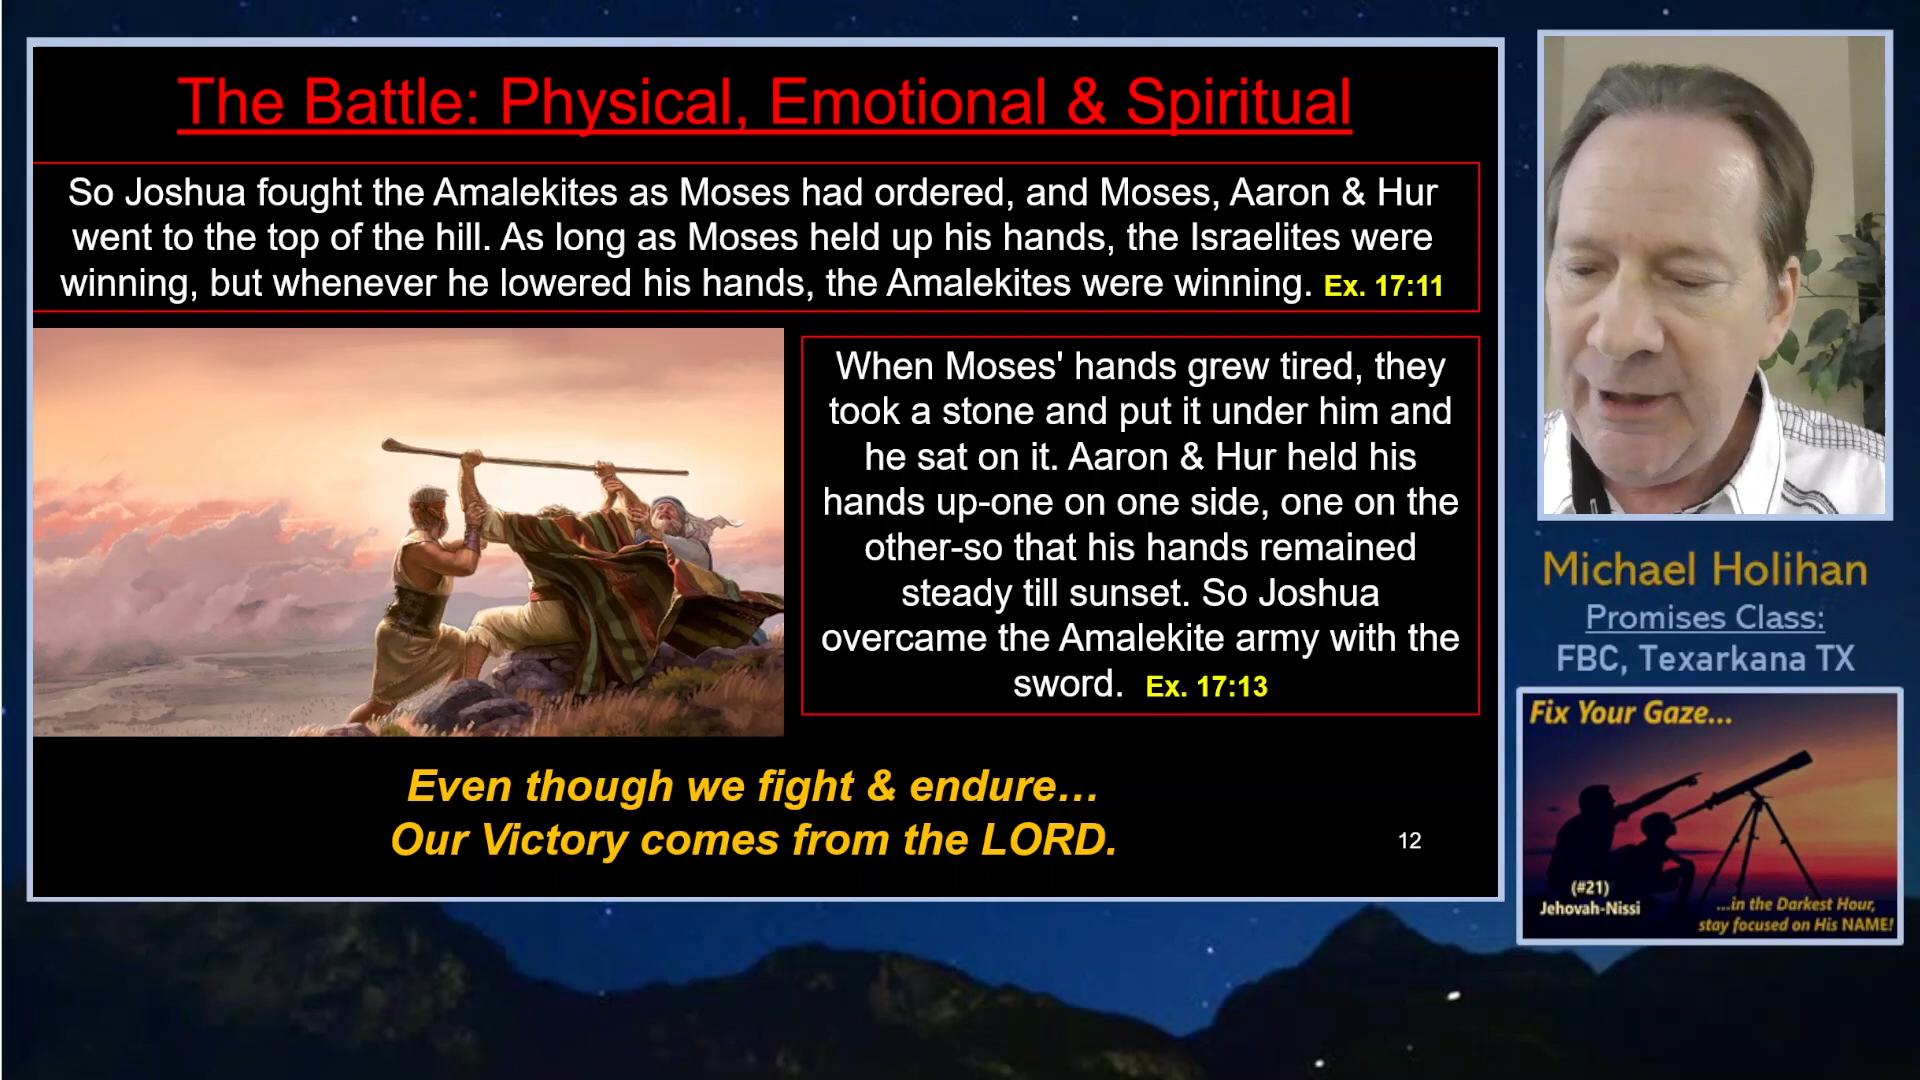 The Battle: Physical, Emotional & Spiritual
So Joshua fought the Amalekites as Moses had ordered, and Moses, Aaron & Hur
went to the top of the hill. As long as Moses held up his hands, the Israelites were
winning, but whenever he lowered his hands, the Amalekites were winning. Ex. 17:11
When Moses' hands grew tired, they
took a stone and put it under him and
he sat on it. Aaron & Hur held his
hands up-one on one side, one on the
other-so that his hands remained
steady till sunset. So Joshua
overcame the Amalekite army with the
sword. Ex. 17:13
Even though we fight & endure…
Our Victory comes from the LORD.
12
Michael Holihan
Promises Class:
FBC, Texarkana TX
Fix Your Gaze...
(#21)
Jehovah-Nissi
...in the Darkest Hour,
stay focused on His NAME!